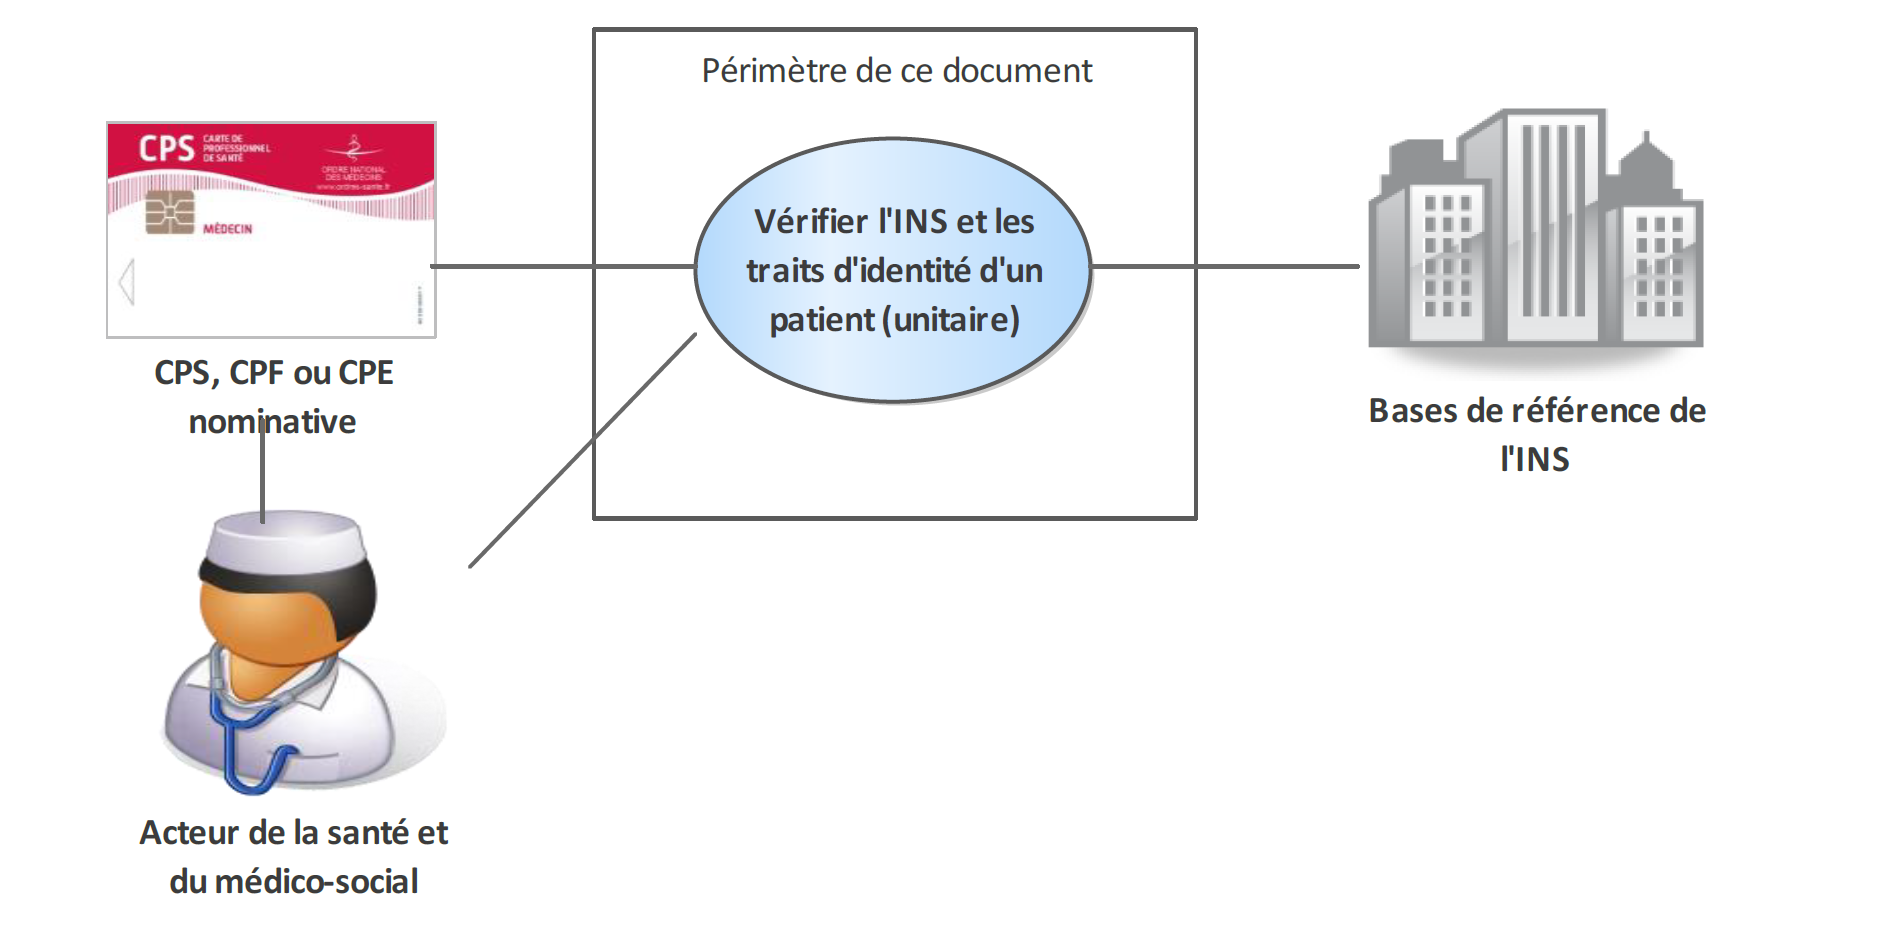 Périmètre de ce document
CPS
CARTE DE
PROFESSIONNEL
DE SANTÉ
ORDRE NATIONAL
DES MÉDECINS
www.ordres-sante.fr
MÉDECIN
Vérifier l'INS et les
traits d'identité d'un
patient (unitaire)
CPS, CPF ou CPE
nominative
Bases de référence de
l'INS
Acteur de la santé et
du médico-social